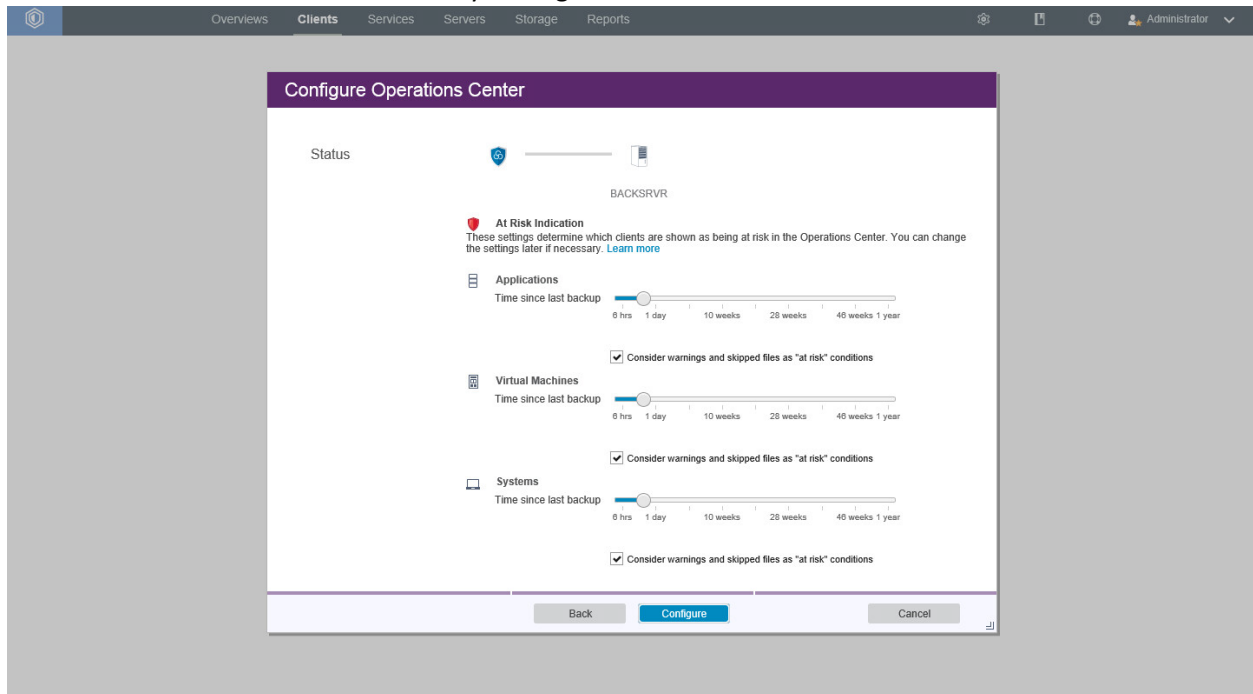 Overviews Clients Services Servers Storage Reports Administrator
Configure Operations Center
Status
BACKSRVR
At Risk Indication
These settings determine which clients are shown as being at risk in the Operations Center. You can change
the settings later if necessary. Learn more
Applications
Time since last backup
6 hrs 1 day 10 weeks 28 weeks 46 weeks 1 year
Consider warnings and skipped files as "at risk" conditions
Virtual Machines
Time since last backup
6 hrs 1 day 10 weeks 28 weeks 46 weeks 1 year
Consider warnings and skipped files as "at risk" conditions
Systems
Time since last backup
6 hrs 1 day 10 weeks 28 weeks 46 weeks 1 year
Consider warnings and skipped files as "at risk" conditions
Back Configure Cancel